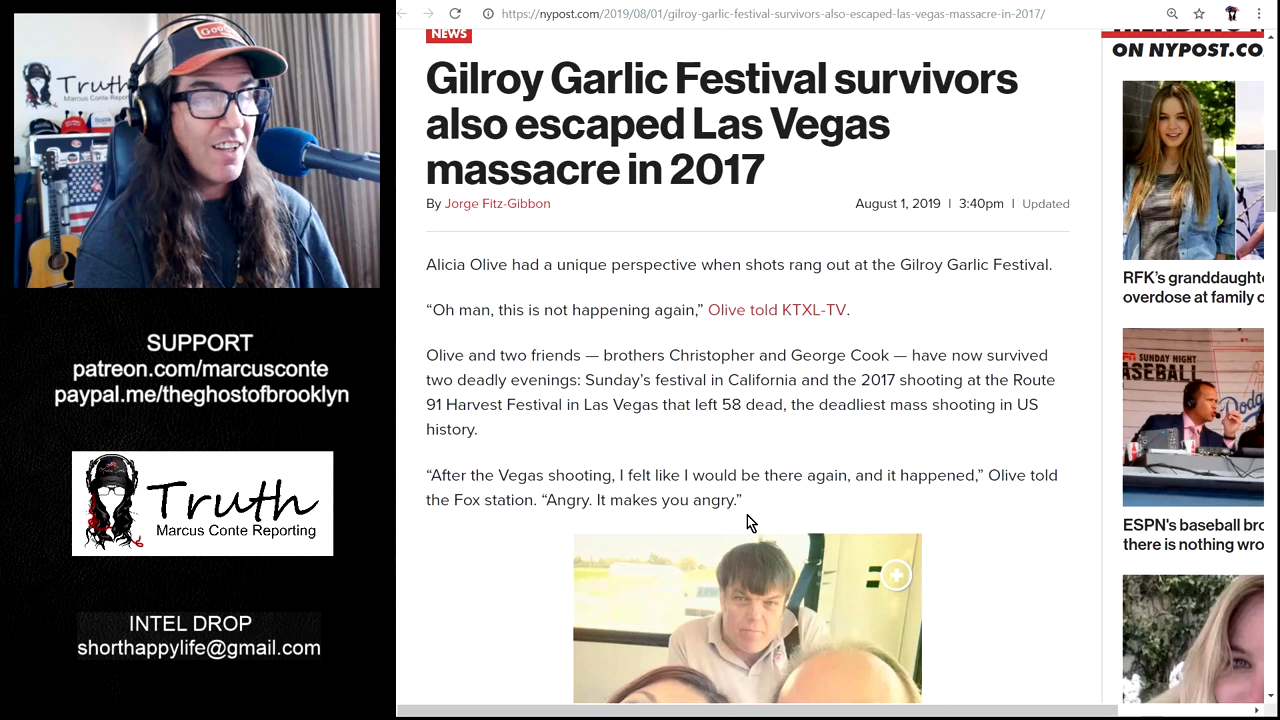 Truth
Marcus Conte Reporting
SUPPORT
patreon.com/marcusconte
paypal.me/theghostofbrooklyn
Truth
Marcus Conte Reporting
INTEL DROP
shorthappylife@gmail.com
https://nypost.com/2019/08/01/gilroy-garlic-festival-survivors-also-escaped-las-vegas-massacre-in-2017/
NEWS
Gilroy Garlic Festival survivors
also escaped Las Vegas
massacre in 2017
By Jorge Fitz-Gibbon
August 1, 2019 | 3:40pm | Updated
Alicia Olive had a unique perspective when shots rang out at the Gilroy Garlic Festival.
“Oh man, this is not happening again,” Olive told KTXL-TV.
Olive and two friends — brothers Christopher and George Cook — have now survived
two deadly evenings: Sunday’s festival in California and the 2017 shooting at the Route
91 Harvest Festival in Las Vegas that left 58 dead, the deadliest mass shooting in US
history.
“After the Vegas shooting, I felt like I would be there again, and it happened,” Olive told
the Fox station. “Angry. It makes you angry.”
ON NYPOST.CO
RFK’s granddaught
overdose at family c
SUNDAY NIGHT
ASEBALL
Dodg
ESPN's baseball bro
there is nothing wro